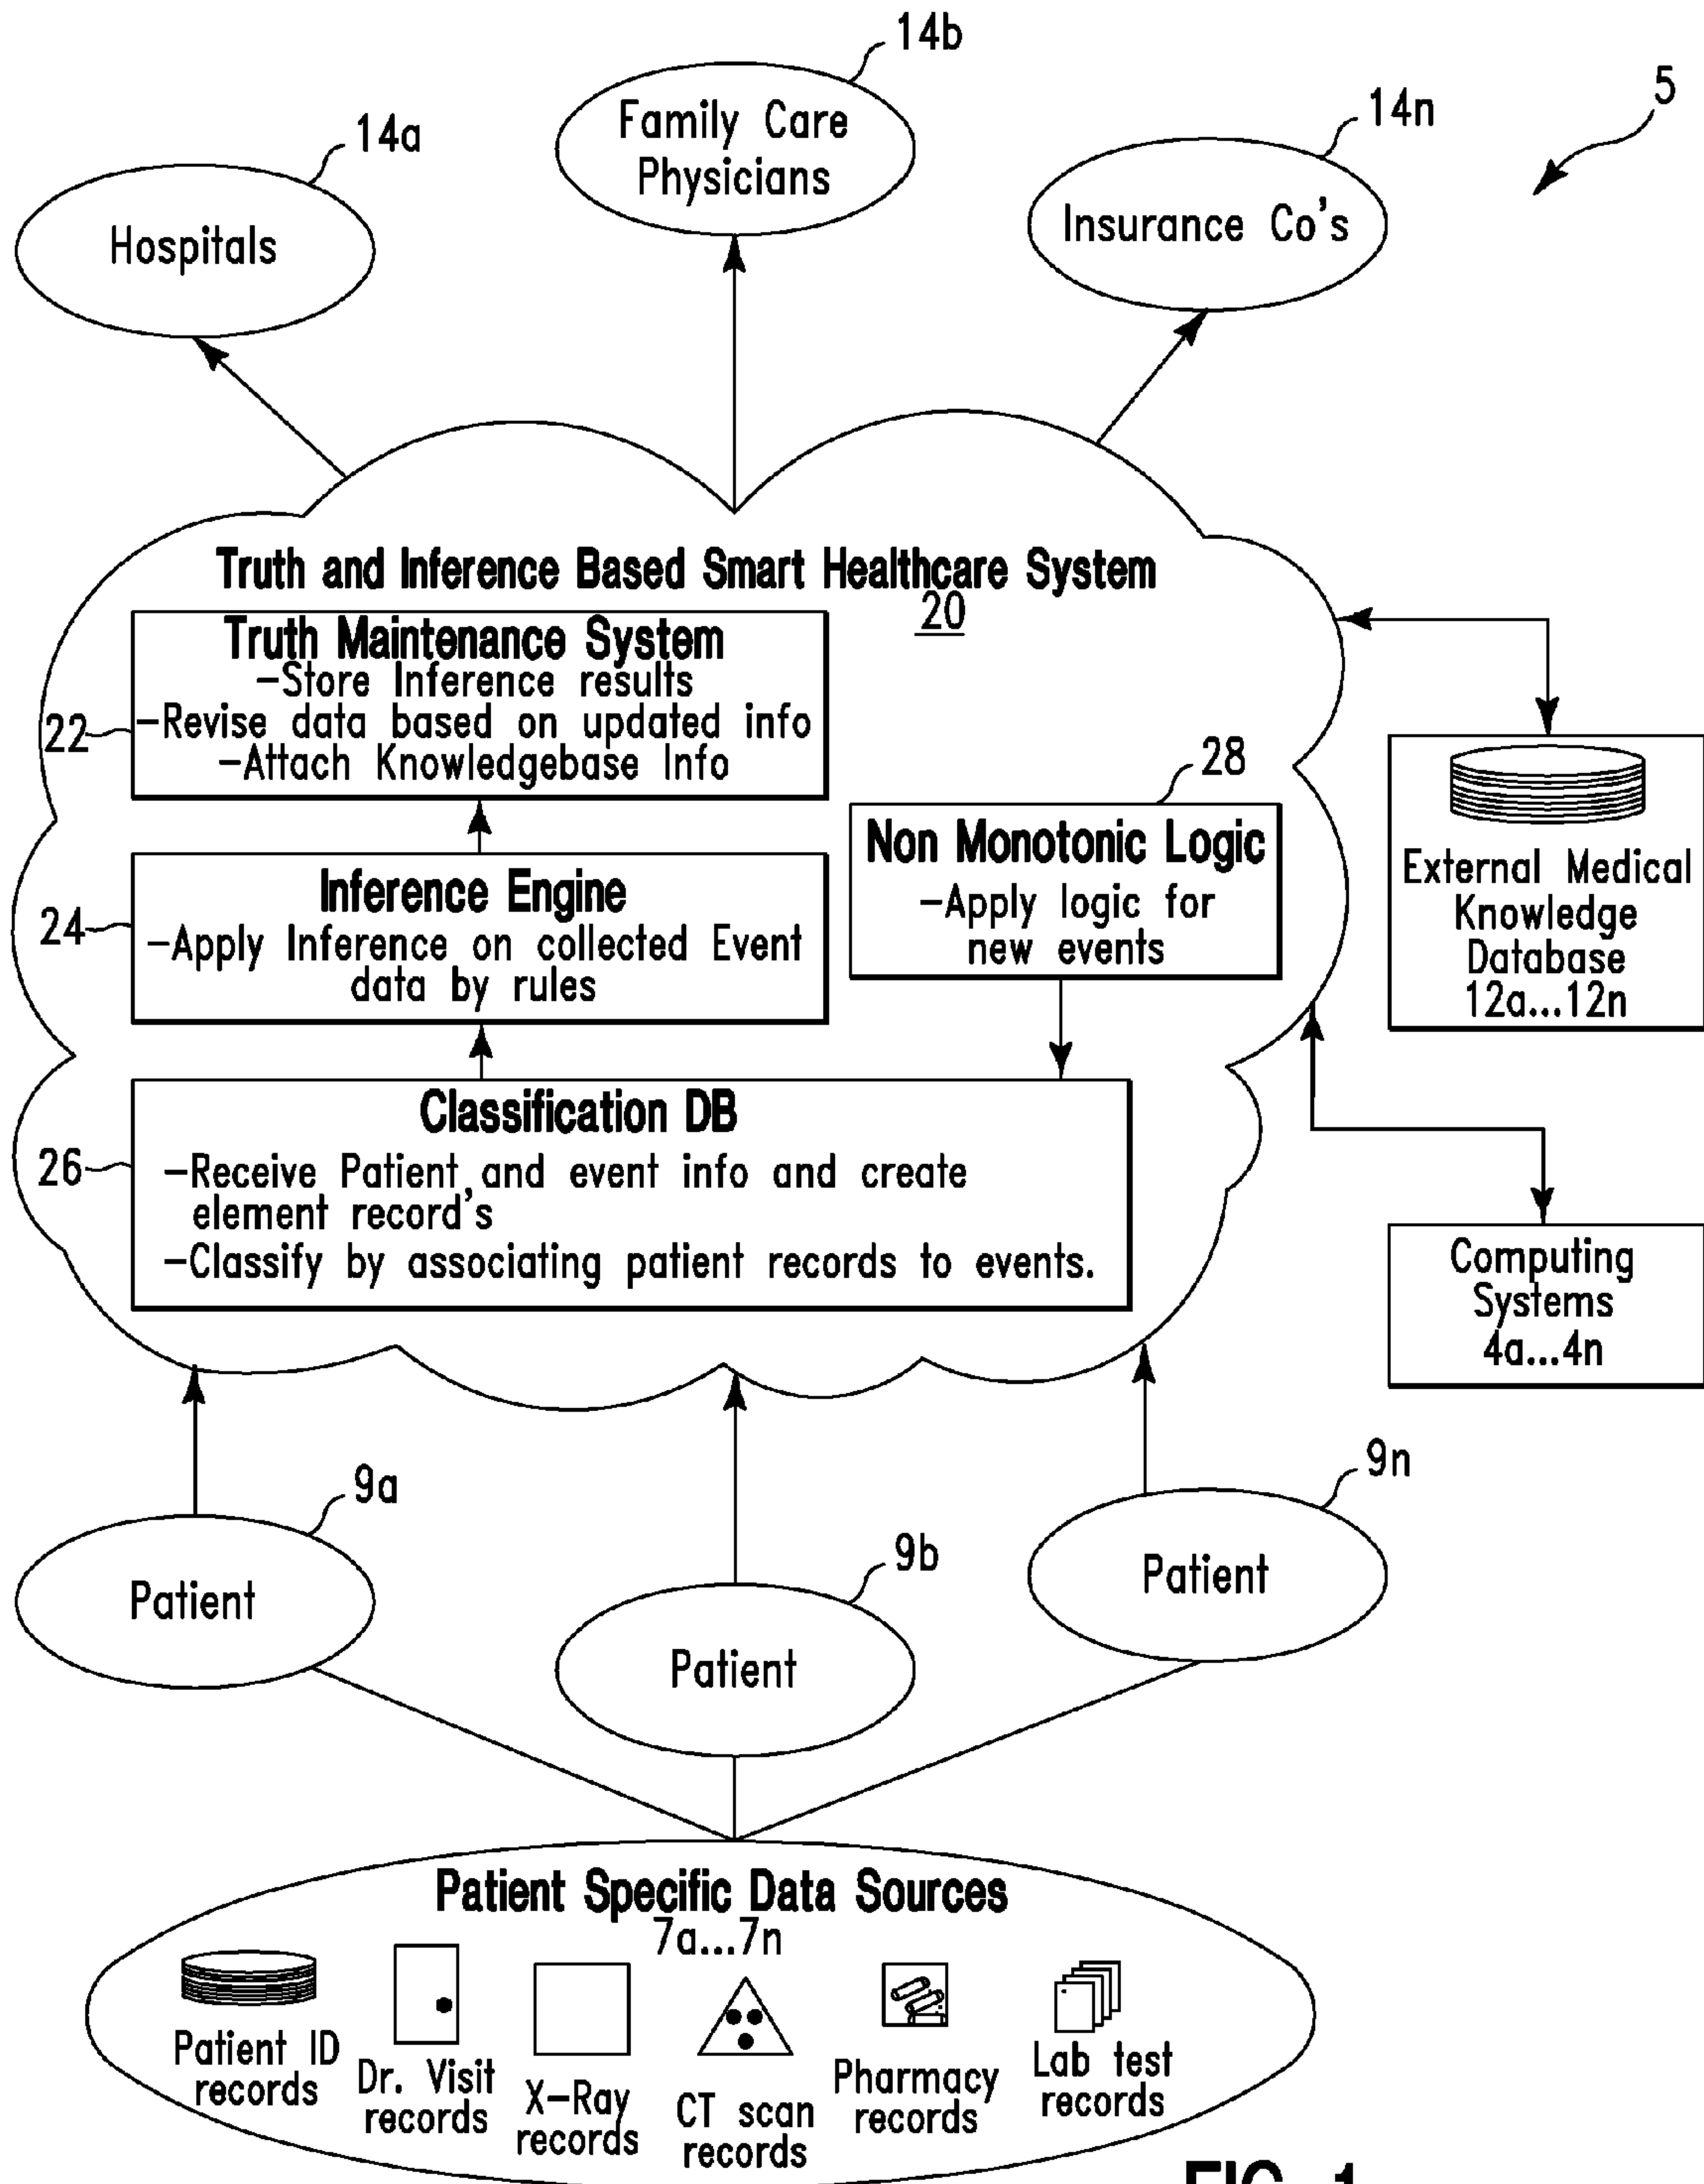 14b
5
Family Care
Physicians
14n
14a
Insurance Co's
Hospitals
Truth and Inference Based Smart Healthcare System
20
Truth Maintenance System
-Store Inference results
22
-Revise data based on updated info
-Attach Knowledgebase Info
28
Non Monotonic Logic
-Apply logic for
new events
External Medical
Knowledge
Database
12a...12n
Inference Engine
24
-Apply Inference on collected Event
data by rules
Classification DB
26
-Receive Patient, and event info and create
element record's
-Classify by associating patient records to events.
Computing
Systems
4a...4n
9a
Patient
9b
Patient
9n
Patient
Patient Specific Data Sources
7a...7n
Patient ID
records
Dr. Visit
records
X-Ray
records
CT scan
records
Pharmacy
records
Lab test
records
FIG. 1